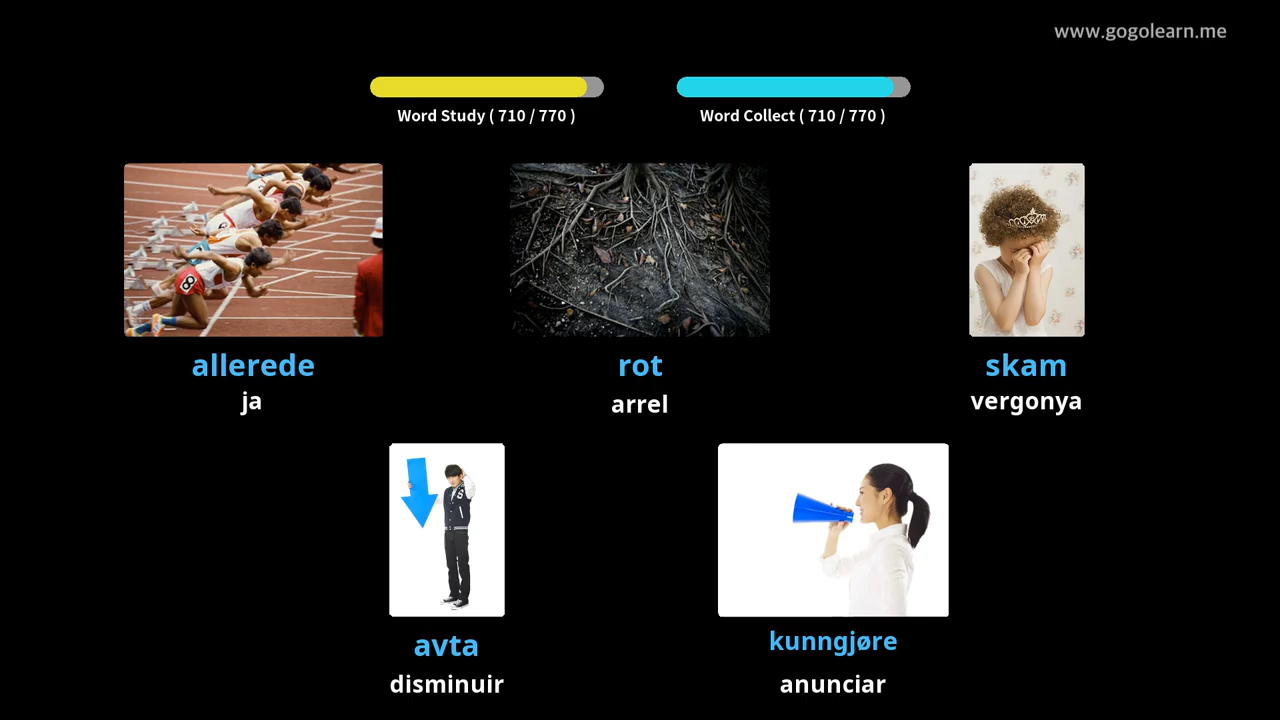 www.gogolearn.me
Word Study ( 710 / 770 )
Word Collect ( 710 / 770 )
8
allerede
ja
rot
arrel
skam
vergonya
S
avta
disminuir
kunngjøre
anunciar